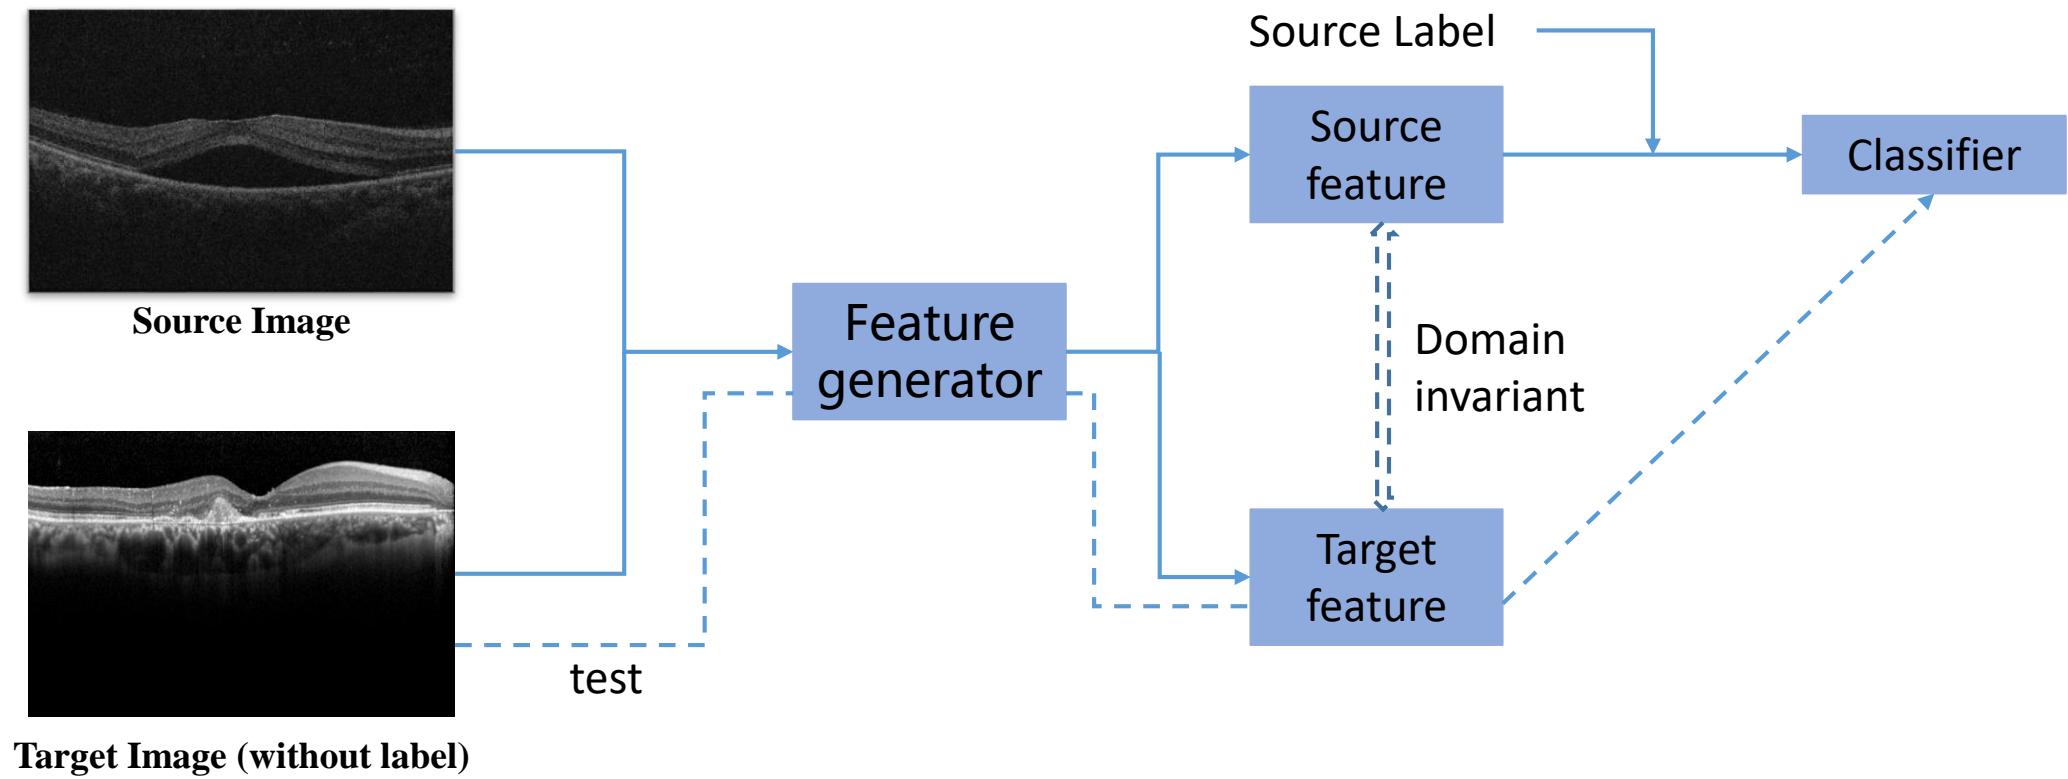 Source Label
Source
feature
Classifier
Source Image
Feature
generator
Domain
invariant
Target
feature
test
Target Image (without label)